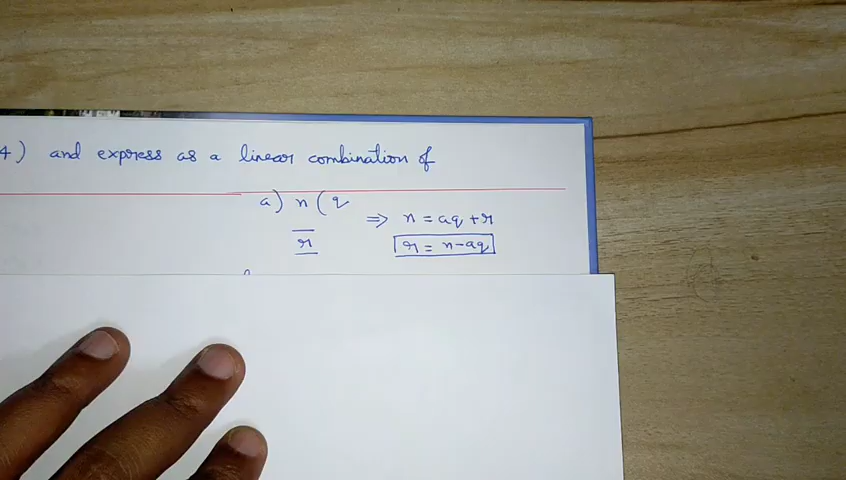 4) and express as a linear combination of
a) n ( q
⇒ n = aq + r
r
r = n - aq